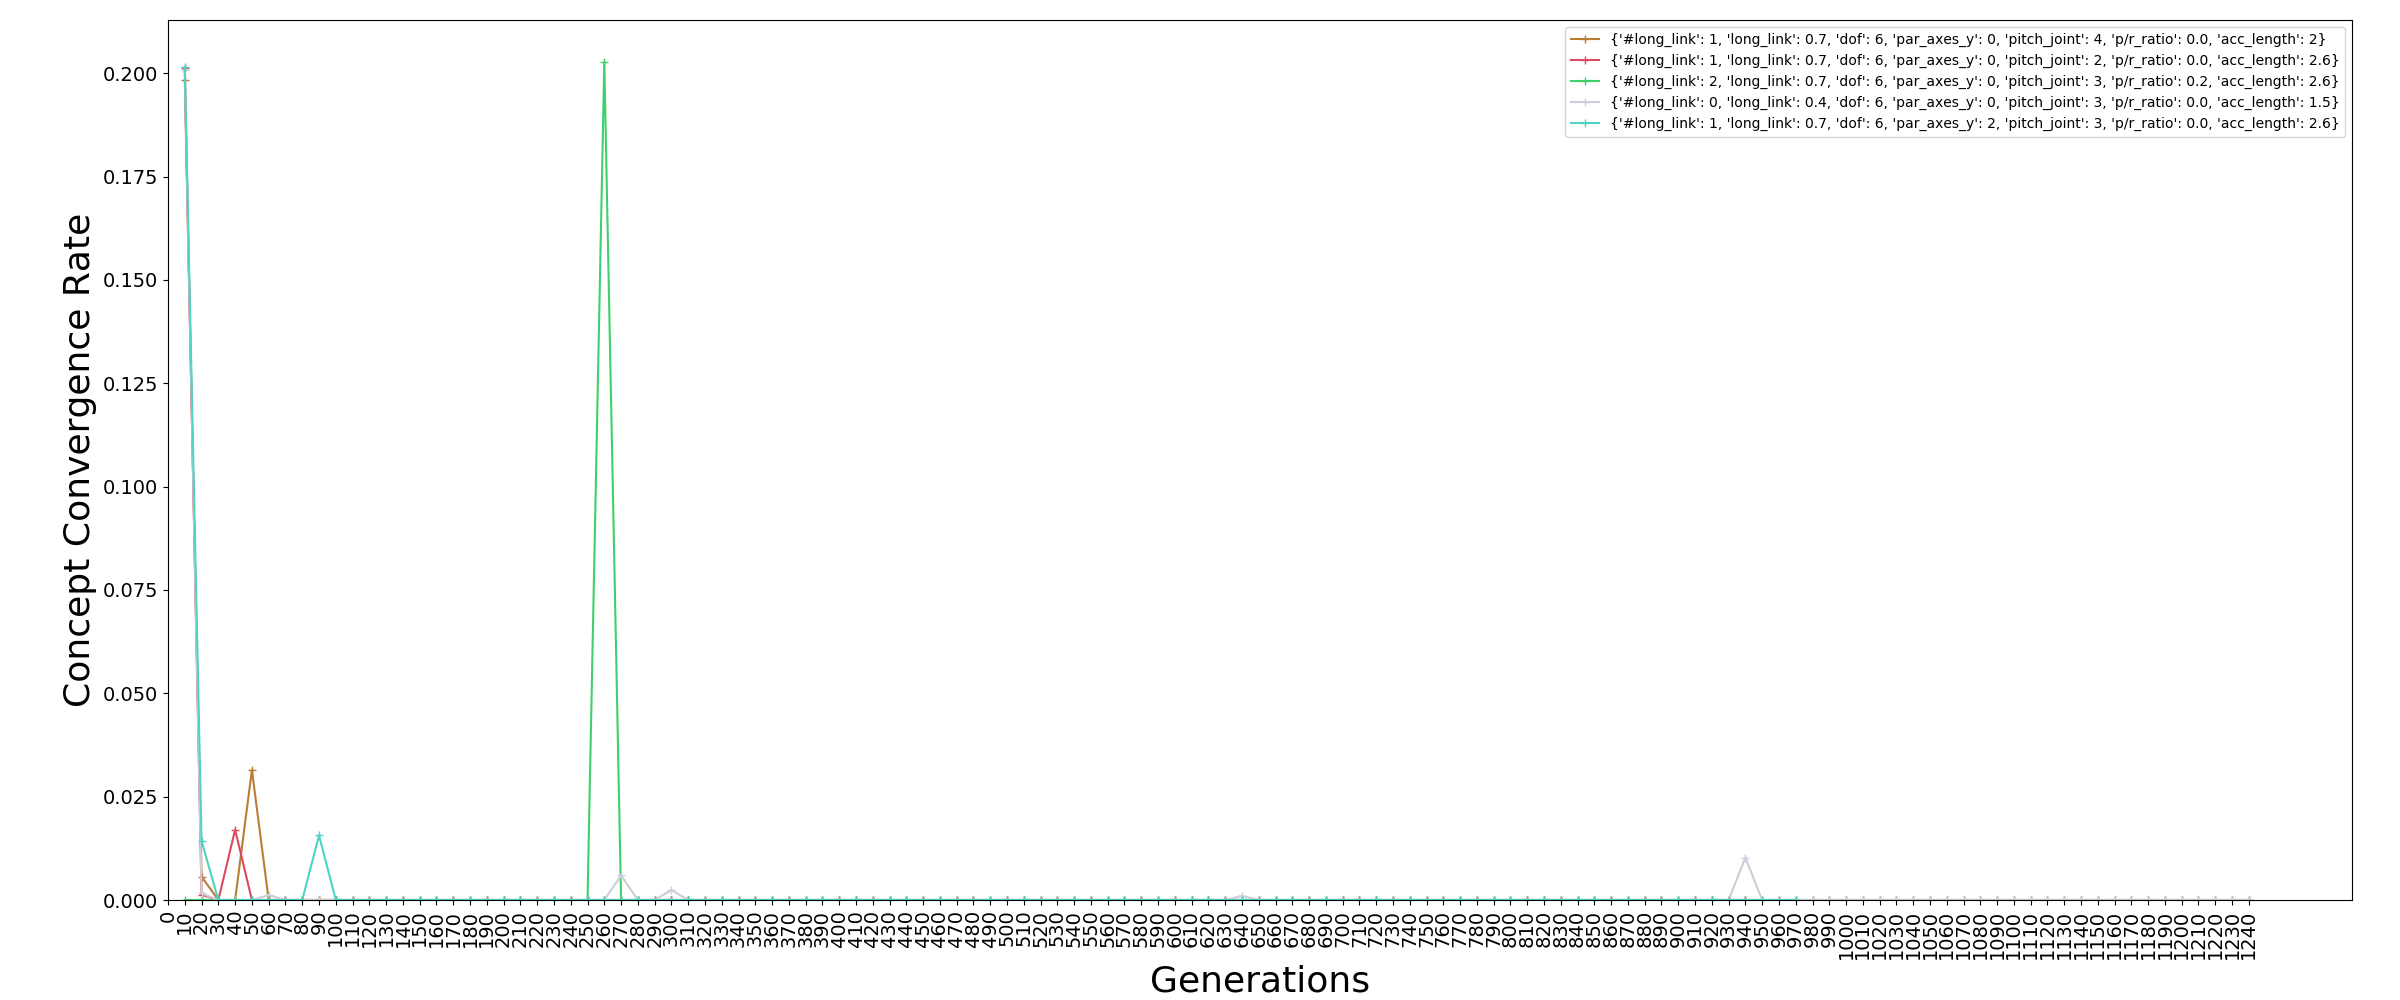 {'#long_link': 1, 'long_link': 0.7, 'dof': 6, 'par_axes_y': 0, 'pitch_joint': 4, 'p/r_ratio': 0.0, 'acc_length': 2}
{'#long_link': 1, 'long_link': 0.7, 'dof': 6, 'par_axes_y': 0, 'pitch_joint': 2, 'p/r_ratio': 0.0, 'acc_length': 2.6}
{'#long_link': 2, 'long_link': 0.7, 'dof': 6, 'par_axes_y': 0, 'pitch_joint': 3, 'p/r_ratio': 0.2, 'acc_length': 2.6}
{'#long_link': 0, 'long_link': 0.4, 'dof': 6, 'par_axes_y': 0, 'pitch_joint': 3, 'p/r_ratio': 0.0, 'acc_length': 1.5}
{'#long_link': 1, 'long_link': 0.7, 'dof': 6, 'par_axes_y': 2, 'pitch_joint': 3, 'p/r_ratio': 0.0, 'acc_length': 2.6}
Concept Convergence Rate
0.200
0.175
0.150
0.125
0.100
0.075
0.050
0.025
0.000
0 10 20 30 40 50 60 70 80 90 100 110 120 130 140 150 160 170 180 190 200 210 220 230 240 250 260 270 280 290 300 310 320 330 340 350 360 370 380 390 400 410 420 430 440 450 460 470 480 490 500 510 520 530 540 550 560 570 580 590 600 610 620 630 640 650 660 670 680 690 700 710 720 730 740 750 760 770 780 790 800 810 820 830 840 850 860 870 880 890 900 910 920 930 940 950 960 970 980 990 1000 1010 1020 1030 1040 1050 1060 1070 1080 1090 1100 1110 1120 1130 1140 1150 1160 1170 1180 1190 1200 1210 1220 1230 1240
Generations